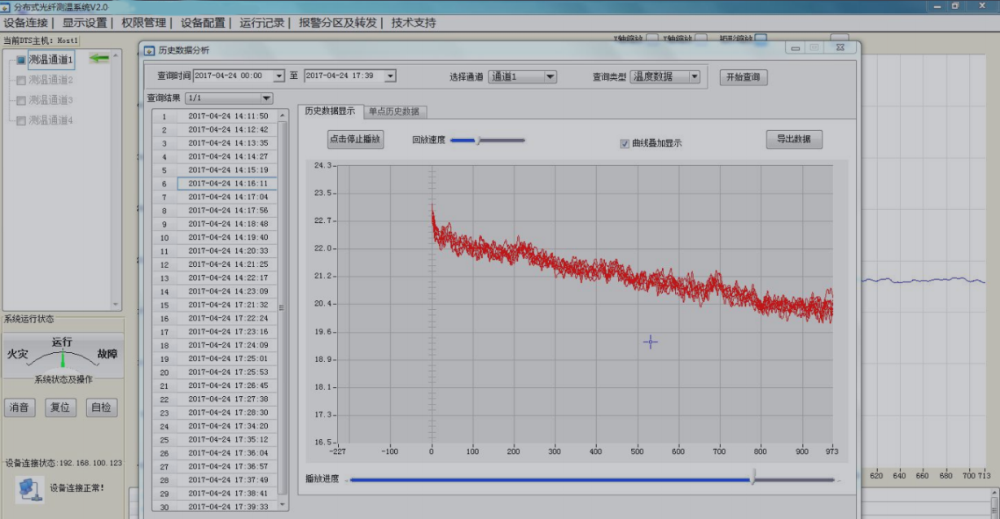 分布式光纤测温系统V2.0
设备连接| 显示设置| 权限管理| 设备配置| 运行记录| 报警分区及转发| 技术支持
当前DTS主机: Host1
测温通道1
测温通道2
测温通道3
测温通道4
历史数据分析
查询时间 2017-04-24 00:00 至 2017-04-24 17:39 选择通道 通道1 查询类型 温度数据 开始查询
查询结果 1/1
1 2017-04-24 14:11:50
2 2017-04-24 14:12:42
3 2017-04-24 14:13:35
4 2017-04-24 14:14:27
5 2017-04-24 14:15:19
6 2017-04-24 14:16:11
7 2017-04-24 14:17:04
8 2017-04-24 14:17:56
9 2017-04-24 14:18:48
10 2017-04-24 14:19:40
11 2017-04-24 14:20:33
12 2017-04-24 14:21:25
13 2017-04-24 14:22:17
14 2017-04-24 14:23:09
15 2017-04-24 17:21:32
16 2017-04-24 17:22:24
17 2017-04-24 17:23:16
18 2017-04-24 17:24:09
19 2017-04-24 17:25:01
20 2017-04-24 17:25:53
21 2017-04-24 17:26:45
22 2017-04-24 17:27:38
23 2017-04-24 17:28:30
24 2017-04-24 17:34:20
25 2017-04-24 17:35:12
26 2017-04-24 17:36:04
27 2017-04-24 17:36:57
28 2017-04-24 17:37:49
29 2017-04-24 17:38:41
30 2017-04-24 17:39:33
历史数据显示 单点历史数据
点击停止播放 回放速度 曲线叠加显示 导出数据
24.3
23.5
22.7
22.0
21.2
20.4
19.6
18.9
18.1
17.3
16.5
-227 -100 0 100 200 300 400 500 600 700 800 900 973
播放进度
系统运行状态
运行
火灾 故障
系统状态及操作
消音 复位 自检
设备连接状态:192.168.100.123
设备连接正常!
620 640 660 680 700 713